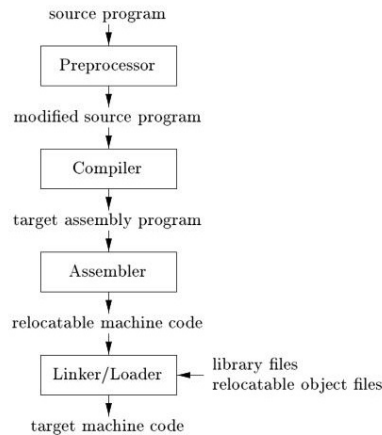 source program
Preprocessor
modified source program
Compiler
target assembly program
Assembler
relocatable machine code
Linker/Loader
library files
relocatable object files
target machine code